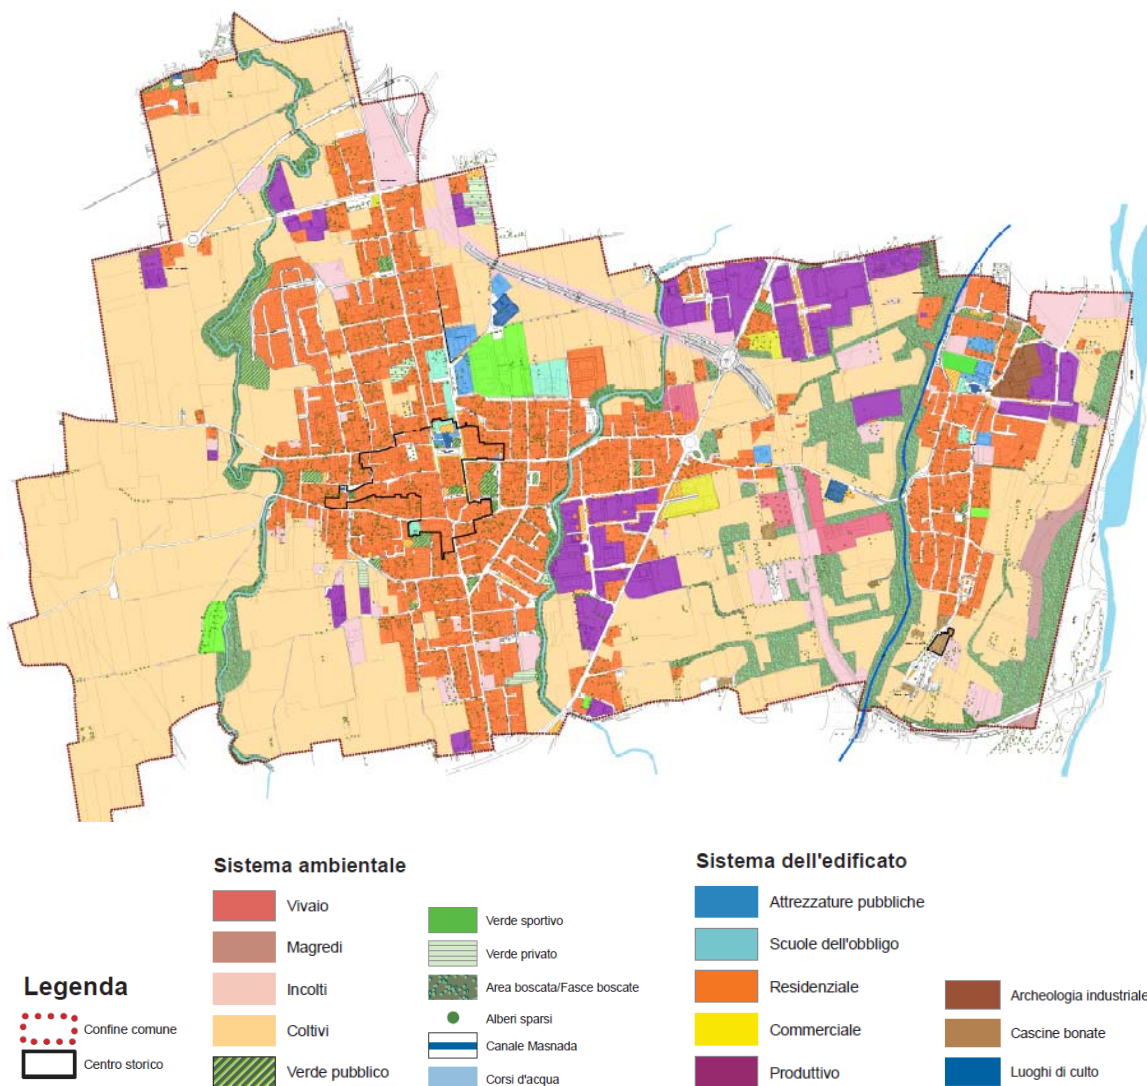 Legenda
Confine comune
Centro storico
Sistema ambientale
Vivaio
Magredi
Incolti
Coltivi
Verde pubblico
Verde sportivo
Verde privato
Area boscata/Fasce boscate
Alberi sparsi
Canale Masnada
Corsi d'acqua
Sistema dell'edificato
Attrezzature pubbliche
Scuole dell'obbligo
Residenziale
Commerciale
Produttivo
Archeologia industriale
Cascine bonate
Luoghi di culto